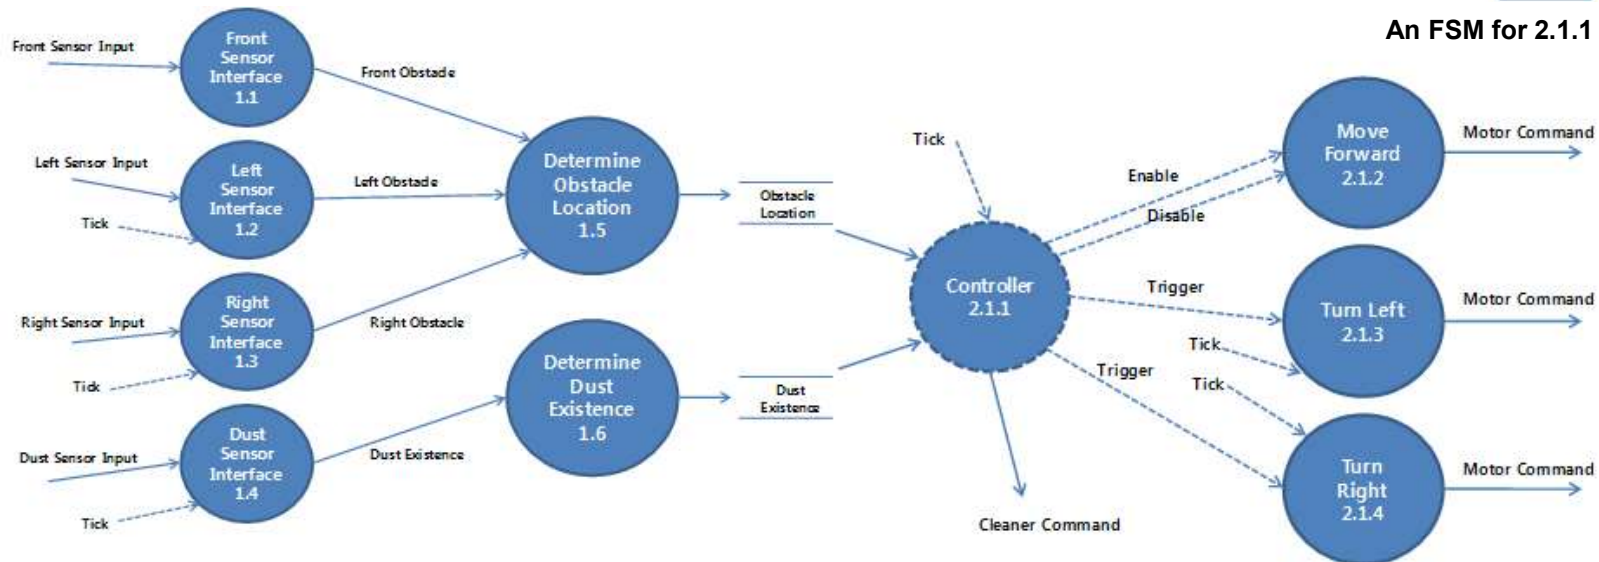 An FSM for 2.1.1
Front Sensor Input
Front
Sensor
Interface
1.1
Front Obstacle
Left Sensor Input
Tick
Left
Sensor
Interface
1.2
Left Obstacle
Right Sensor Input
Tick
Right
Sensor
Interface
1.3
Right Obstacle
Dust Sensor Input
Tick
Dust
Sensor
Interface
1.4
Dust Existence
Determine
Obstacle
Location
1.5
Determine
Dust
Existence
1.6
Obstacle
Location
Dust
Existence
Tick
Controller
2.1.1
Cleaner Command
Enable
Disable
Trigger
Trigger
Move
Forward
2.1.2
Motor Command
Turn Left
2.1.3
Tick
Motor Command
Tick
Turn
Right
2.1.4
Motor Command